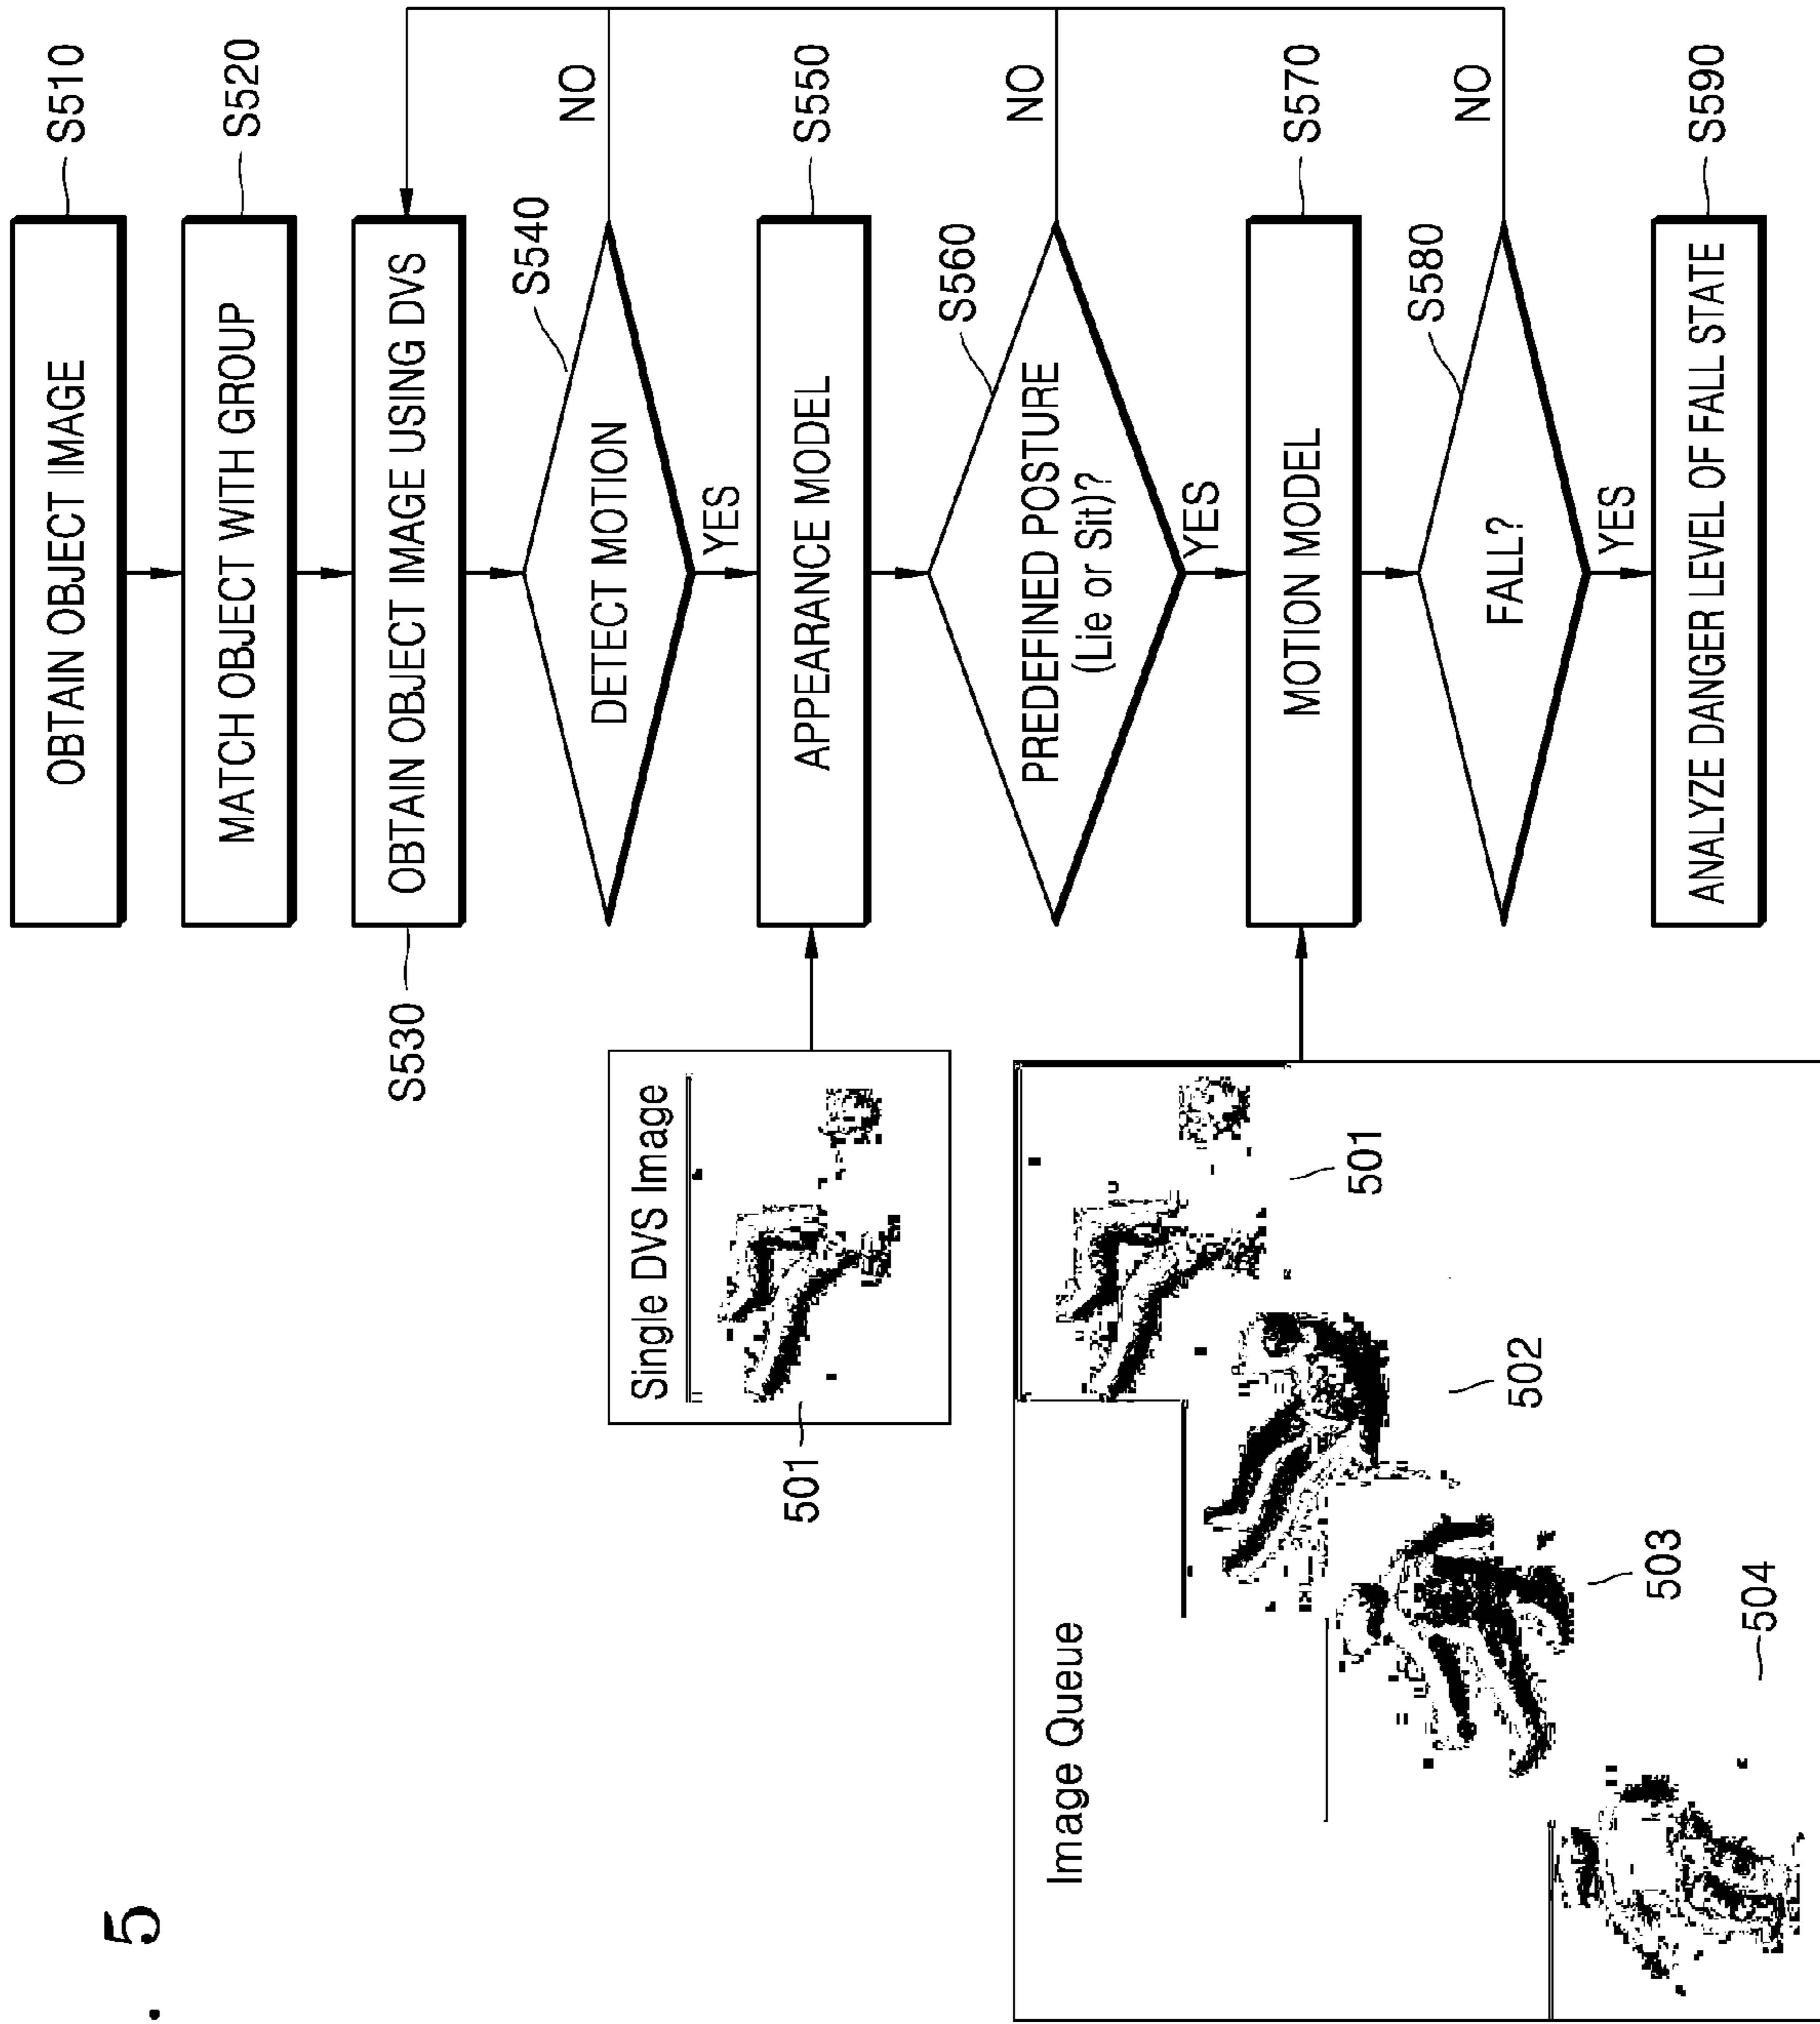 . 5
OBTAIN OBJECT IMAGE
S510
MATCH OBJECT WITH GROUP
S520
S530
OBTAIN OBJECT IMAGE USING DVS
S540
DETECT MOTION
NO
YES
Single DVS Image
501
APPEARANCE MODEL
S550
S560
PREDEFINED POSTURE
(Lie or Sit)?
NO
YES
Image Queue
501
502
503
504
MOTION MODEL
S570
S580
FALL?
NO
YES
ANALYZE DANGER LEVEL OF FALL STATE
S590